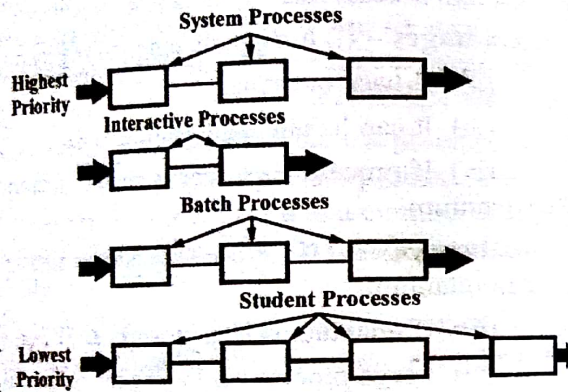 System Processes
Highest
Priority
Interactive Processes
Batch Processes
Student Processes
Lowest
Priority